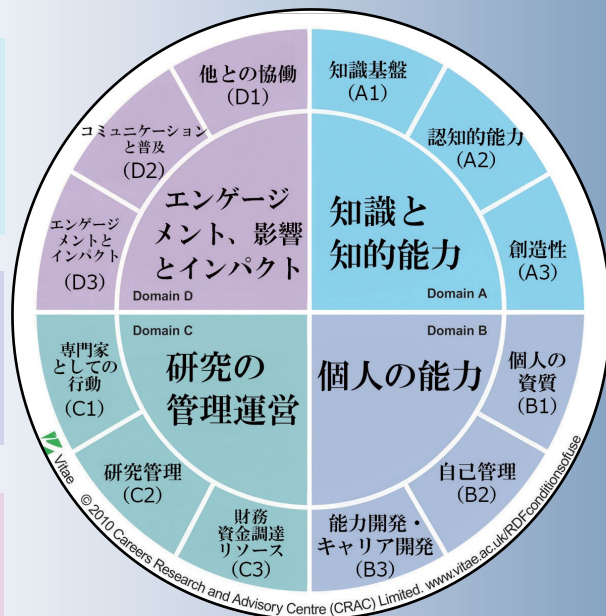 他との協働
(D1)
知識基盤
(A1)
コミュニケーション
と普及
(D2)
認知的能力
(A2)
エンゲージ
メントと
インパクト
(D3)
創造性
(A3)
エンゲージ
メント、影響
とインパクト
Domain D
知識と
知的能力
Domain A
Domain C
研究の
管理運営
Domain B
個人の能力
専門家
としての
行動
(C1)
個人の
資質
(B1)
研究管理
(C2)
自己管理
(B2)
財務
資金調達
リソース
(C3)
能力開発・
キャリア開発
(B3)
Vitae
© 2010 Careers Research and Advisory Centre (CRAC) Limited. www.vitae.ac.uk/RDFconditionsofuse